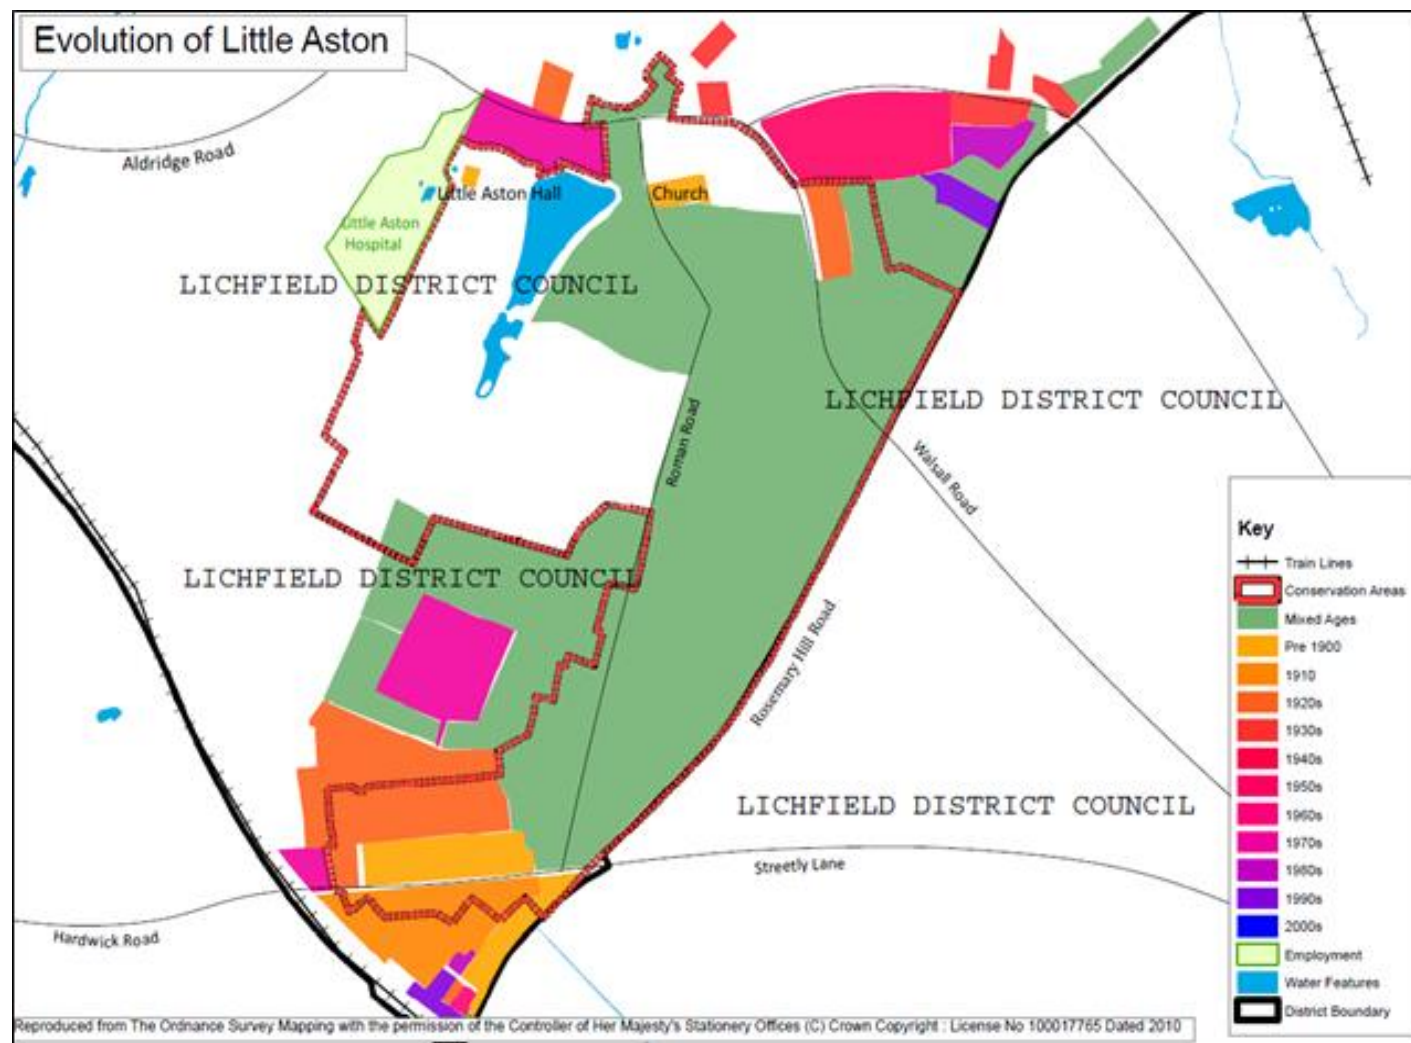 Evolution of Little Aston
Aldridge Road
Little Aston Hall
Church
Little Aston
Hospital
LICHFIELD DISTRICT COUNCIL
LICHFIELD DISTRICT COUNCIL
Roman Road
Walsall Road
LICHFIELD DISTRICT COUNCIL
Rosemary Hill Road
LICHFIELD DISTRICT COUNCIL
Streetly Lane
Hardwick Road
Key
Train Lines
Conservation Areas
Mixed Ages
Pre 1900
1910
1920s
1930s
1940s
1950s
1960s
1970s
1980s
1990s
2000s
Employment
Water Features
District Boundary
Reproduced from The Ordnance Survey Mapping with the permission of the Controller of Her Majesty's Stationery Offices (C) Crown Copyright : License No 100017765 Dated 2010